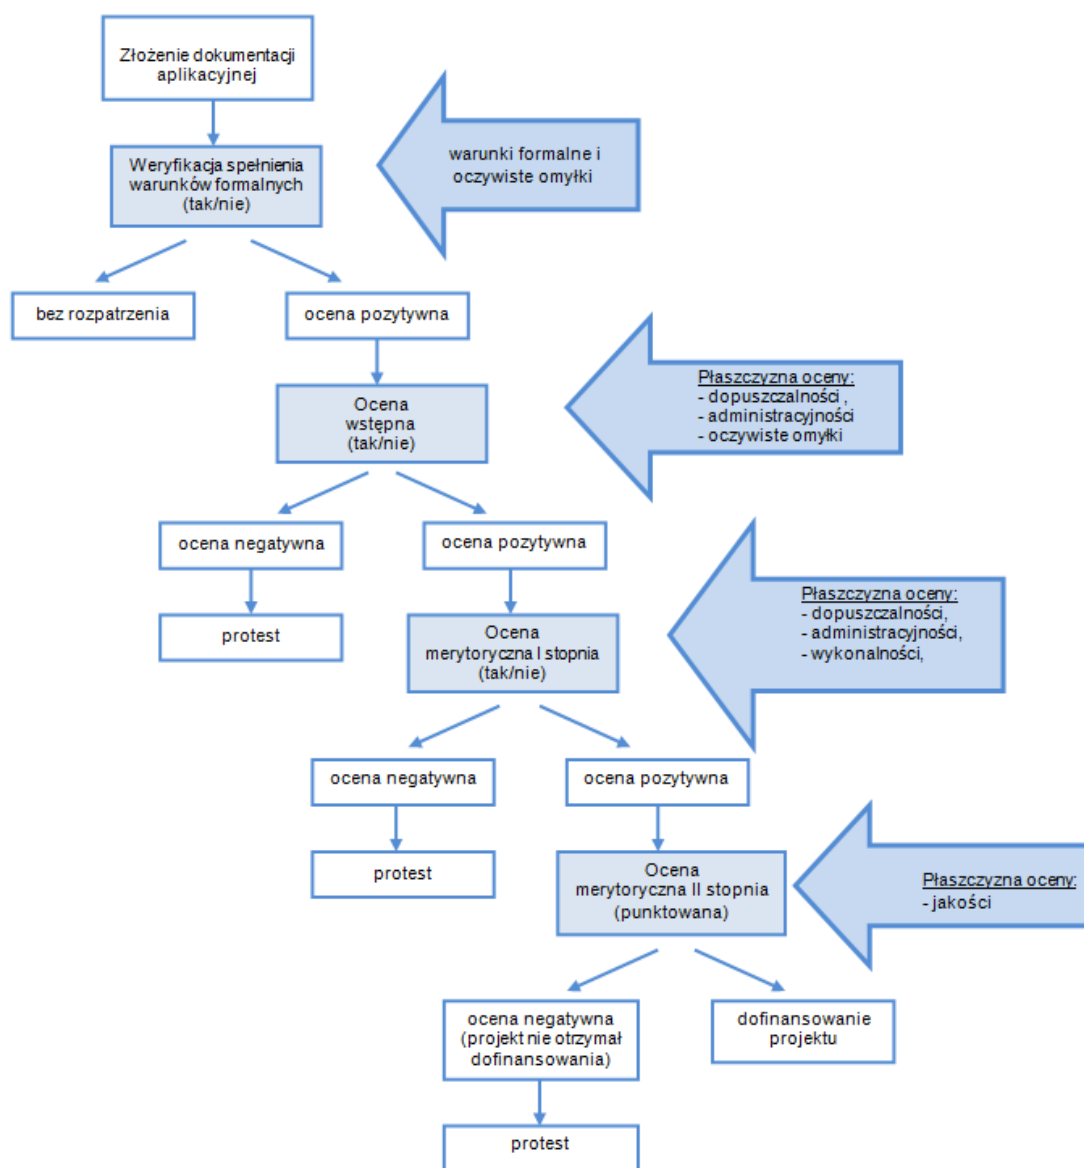 Złożenie dokumentacji
aplikacyjnej
Weryfikacja spełnienia
warunków formalnych
(tak/nie)
warunki formalne i
oczywiste omyłki
bez rozpatrzenia
ocena pozytywna
Ocena
wstępna
(tak/nie)
Płaszczyzna oceny:
- dopuszczalności ,
- administracyjności
- oczywiste omyłki
ocena negatywna
ocena pozytywna
protest
Ocena
merytoryczna I stopnia
(tak/nie)
Płaszczyzna oceny:
- dopuszczalności,
- administracyjności,
- wykonalności,
ocena negatywna
ocena pozytywna
protest
Ocena
merytoryczna II stopnia
(punktowana)
Płaszczyzna oceny:
- jakości
ocena negatywna
(projekt nie otrzymał
dofinansowania)
dofinansowanie
projektu
protest